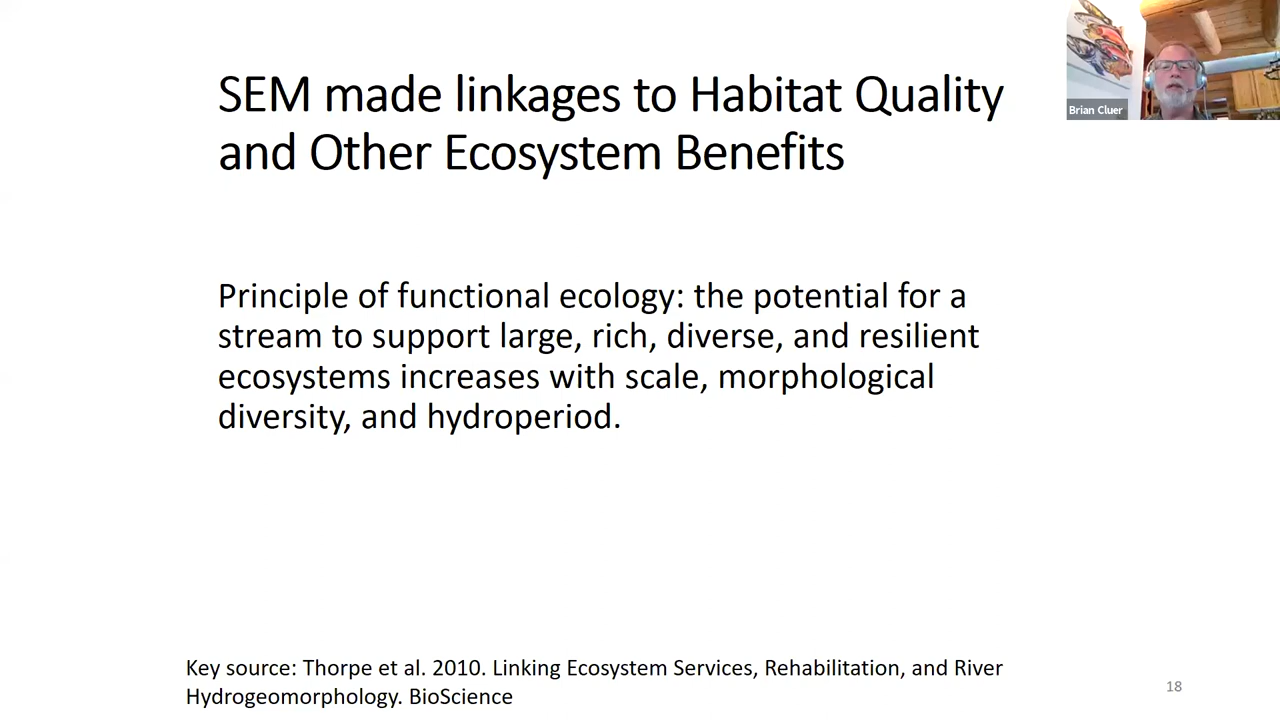 SEM made linkages to Habitat Quality
and Other Ecosystem Benefits
Brian Cluer
Principle of functional ecology: the potential for a
stream to support large, rich, diverse, and resilient
ecosystems increases with scale, morphological
diversity, and hydroperiod.
Key source: Thorpe et al. 2010. Linking Ecosystem Services, Rehabilitation, and River
Hydrogeomorphology. BioScience
18